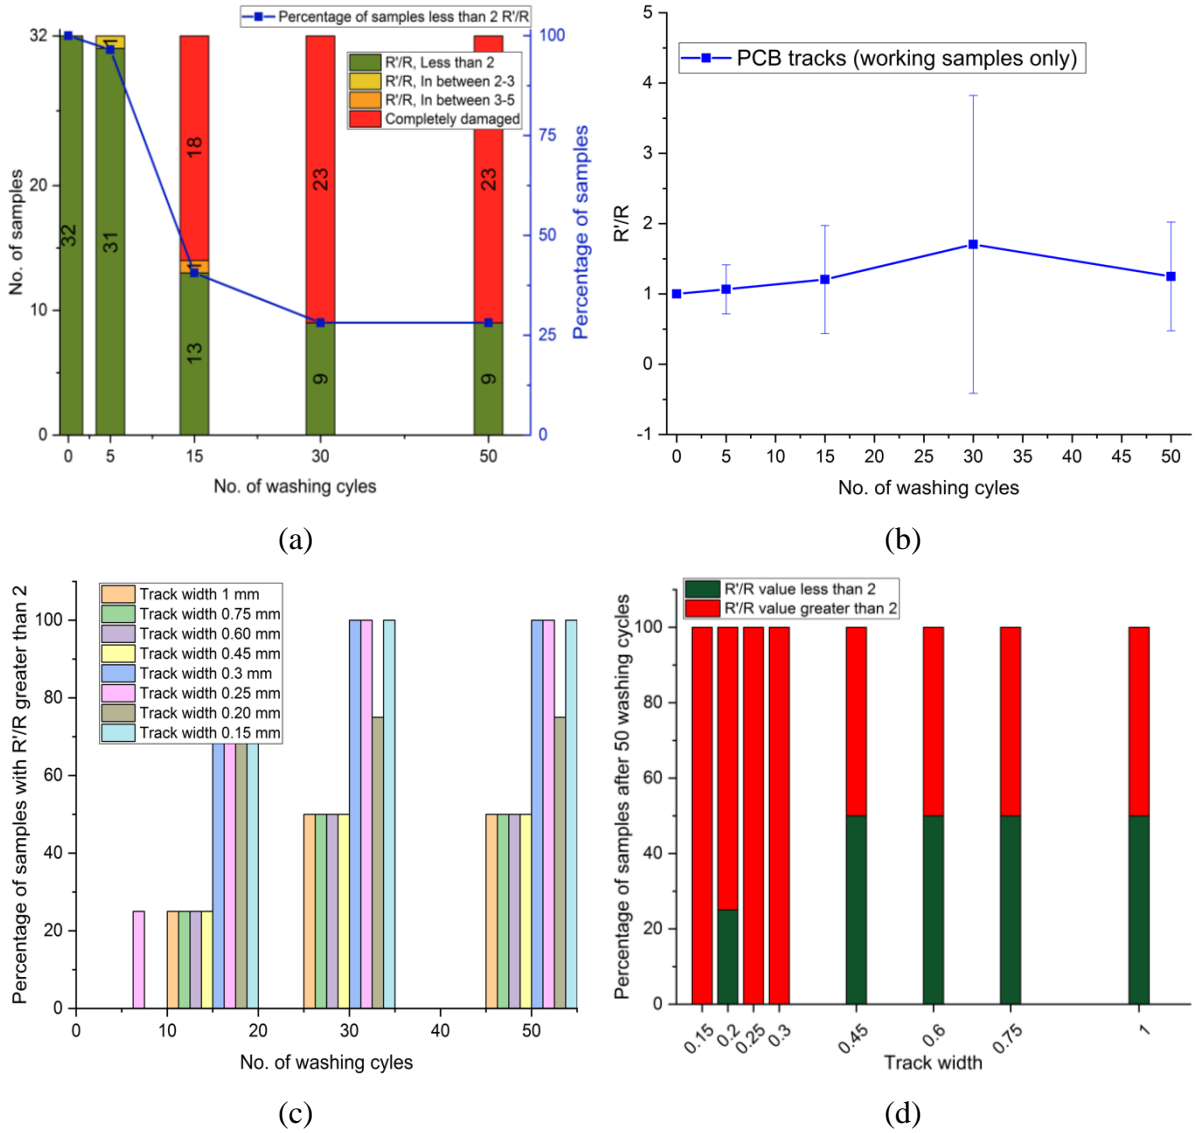 Percentage of samples less than 2 R'/R
R'/R, Less than 2
R'/R, In between 2-3
R'/R, In between 3-5
Completely damaged
No. of samples
32
20
10
0
32
31
1
13
1
18
9
23
9
23
100
75
50
25
0
Percentage of samples
0 5 15 30 50
No. of washing cyles
(a)
PCB tracks (working samples only)
R'/R
5
4
3
2
1
0
-1
0 5 10 15 20 25 30 35 40 45 50
No. of washing cyles
(b)
Track width 1 mm
Track width 0.75 mm
Track width 0.60 mm
Track width 0.45 mm
Track width 0.3 mm
Track width 0.25 mm
Track width 0.20 mm
Track width 0.15 mm
Percentage of samples with R'/R greater than 2
100
80
60
40
20
0
0 10 20 30 40 50
No. of washing cyles
(c)
R'/R value less than 2
R'/R value greater than 2
Percentage of samples after 50 washing cycles
100
80
60
40
20
0
0.15 0.2 0.25 0.3 0.45 0.6 0.75 1
Track width
(d)